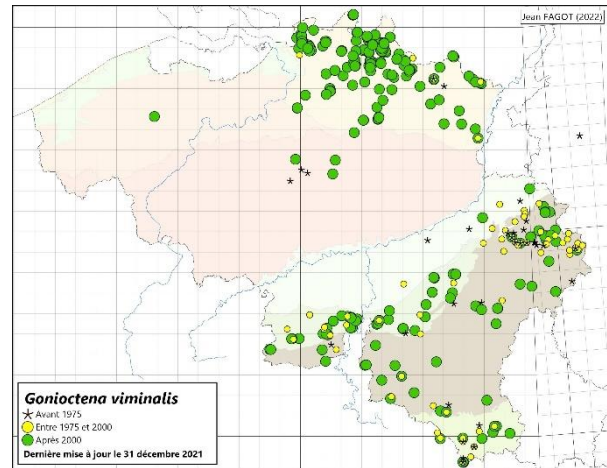 Jean FAGOT (2022)
Gonioctena viminalis
Avant 1975
Entre 1975 et 2000
Après 2000
Dernière mise à jour le 31 décembre 2021